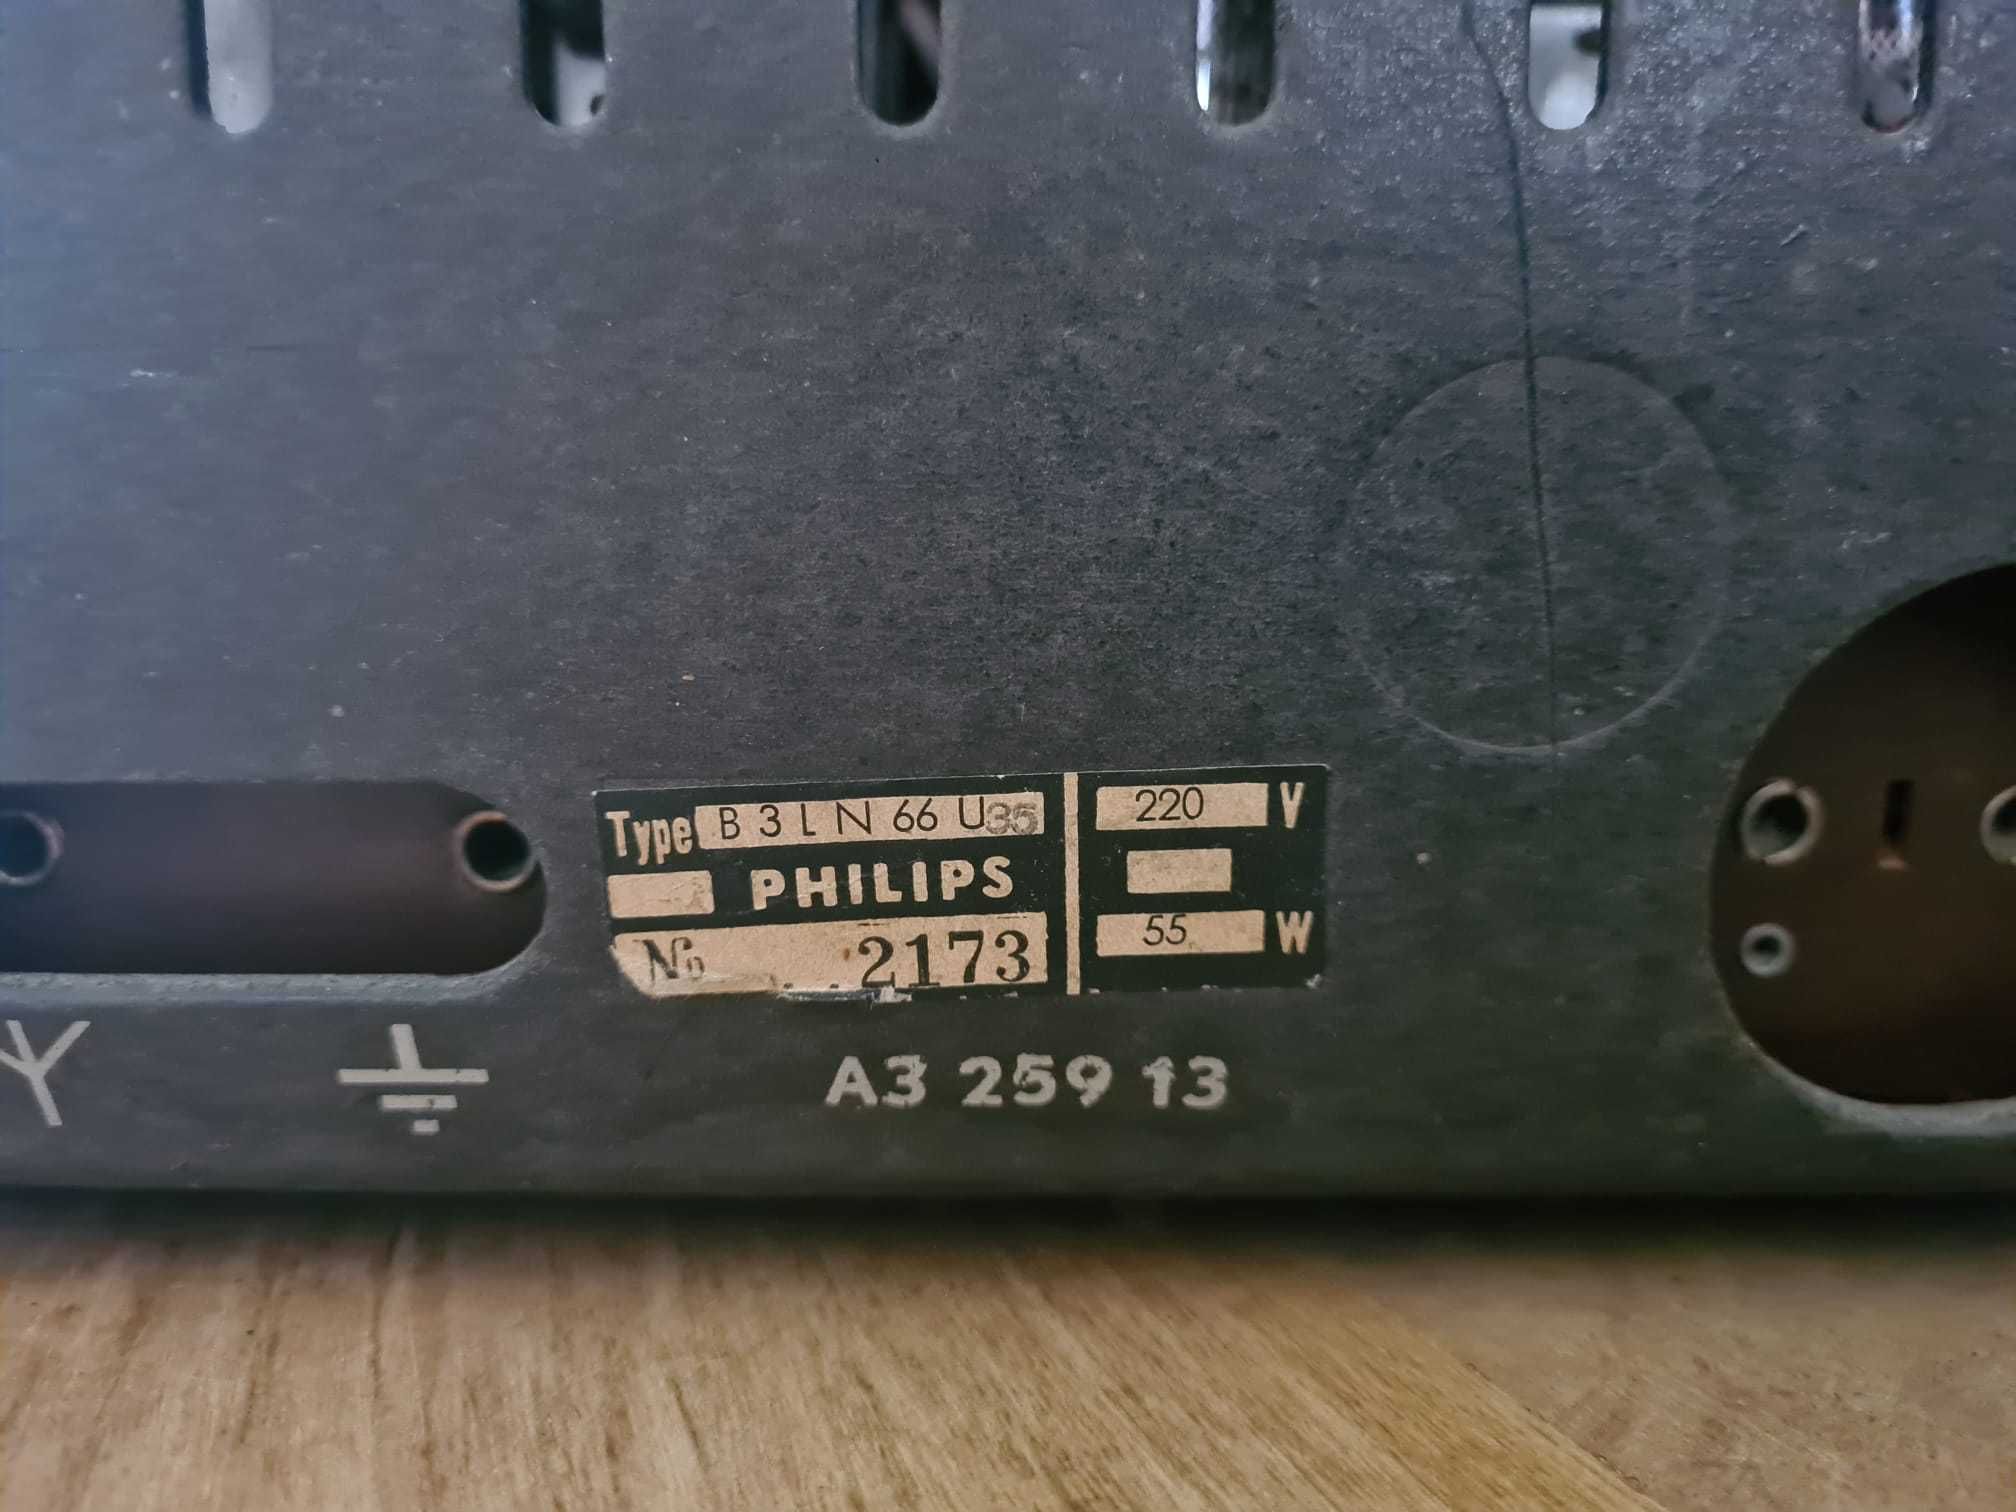 Type B 3 L N 66 U35
PHILIPS
No 2173
220 V
55 W
A3 259 13